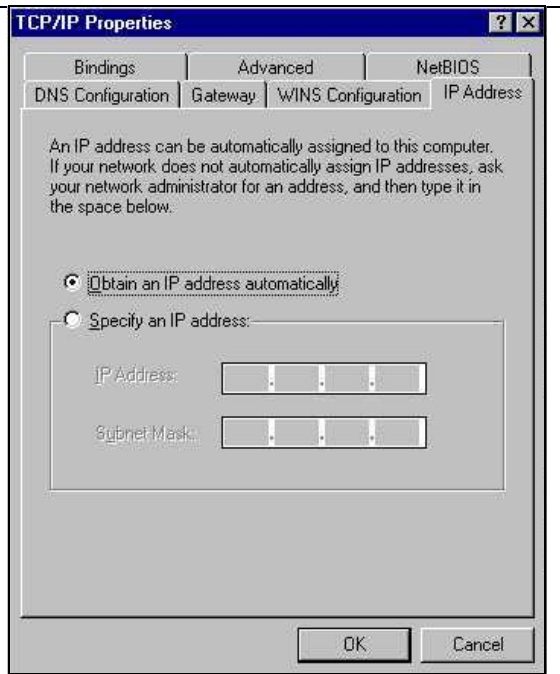 TCP/IP Properties
? ×
Bindings Advanced NetBIOS
DNS Configuration Gateway WINS Configuration IP Address
An IP address can be automatically assigned to this computer.
If your network does not automatically assign IP addresses, ask
your network administrator for an address, and then type it in
the space below.
Obtain an IP address automatically
Specify an IP address:
IP Address:
. . .
Subnet Mask:
. . .
OK Cancel